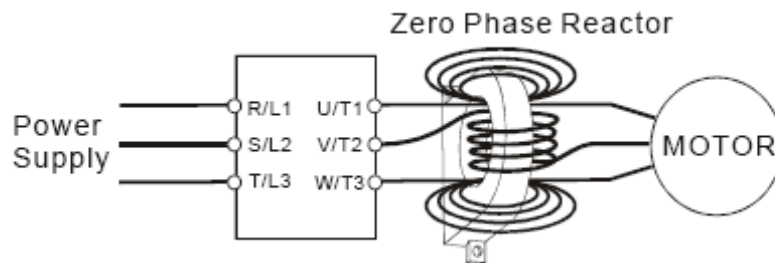 Zero Phase Reactor
Power
Supply
R/L1 U/T1
S/L2 V/T2
T/L3 W/T3
MOTOR